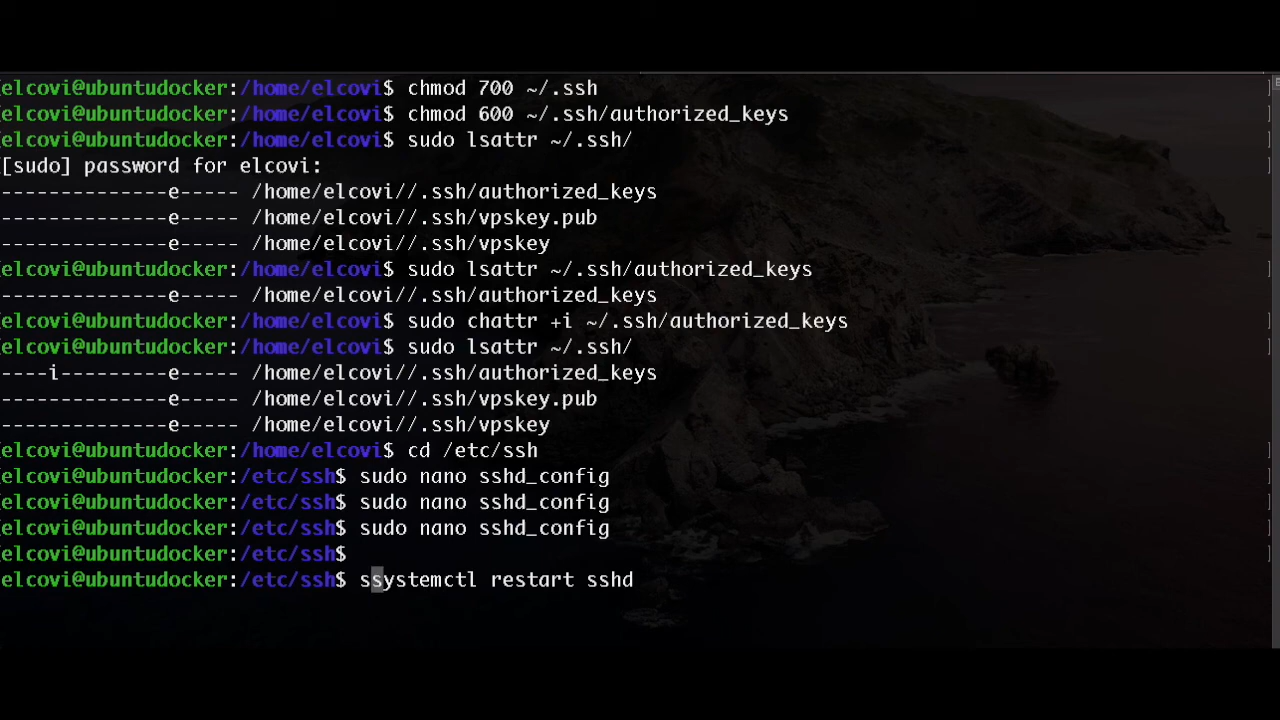 [elcovi@ubuntudocker:/home/elcovi$ chmod 700 ~/.ssh ]
[elcovi@ubuntudocker:/home/elcovi$ chmod 600 ~/.ssh/authorized_keys ]
[elcovi@ubuntudocker:/home/elcovi$ sudo lsattr ~/.ssh/ ]
[[sudo] password for elcovi: ]
--------------e----- /home/elcovi//.ssh/authorized_keys
--------------e----- /home/elcovi//.ssh/vpskey.pub
--------------e----- /home/elcovi//.ssh/vpskey
[elcovi@ubuntudocker:/home/elcovi$ sudo lsattr ~/.ssh/authorized_keys ]
--------------e----- /home/elcovi//.ssh/authorized_keys
[elcovi@ubuntudocker:/home/elcovi$ sudo chattr +i ~/.ssh/authorized_keys ]
[elcovi@ubuntudocker:/home/elcovi$ sudo lsattr ~/.ssh/ ]
----i---------e----- /home/elcovi//.ssh/authorized_keys
--------------e----- /home/elcovi//.ssh/vpskey.pub
--------------e----- /home/elcovi//.ssh/vpskey
[elcovi@ubuntudocker:/home/elcovi$ cd /etc/ssh ]
[elcovi@ubuntudocker:/etc/ssh$ sudo nano sshd_config ]
[elcovi@ubuntudocker:/etc/ssh$ sudo nano sshd_config ]
[elcovi@ubuntudocker:/etc/ssh$ sudo nano sshd_config ]
[elcovi@ubuntudocker:/etc/ssh$ ]
elcovi@ubuntudocker:/etc/ssh$ ssystemctl restart sshd